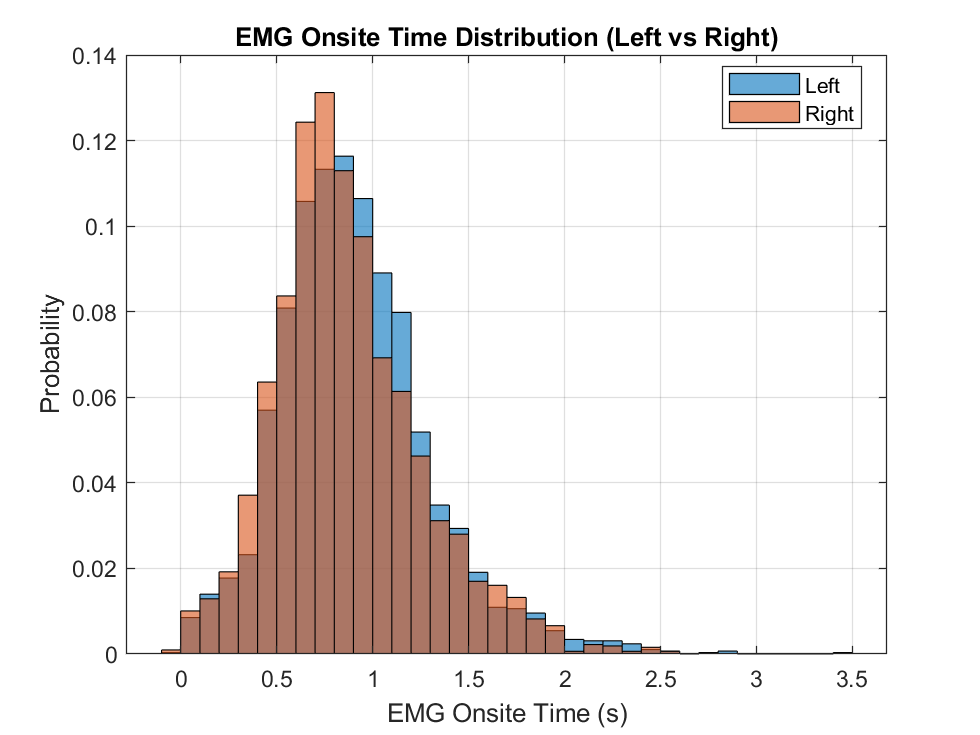 EMG Onsite Time Distribution (Left vs Right)
Left
Right
0.14
0.12
0.1
0.08
0.06
0.04
0.02
0
Probability
0 0.5 1 1.5 2 2.5 3 3.5
EMG Onsite Time (s)